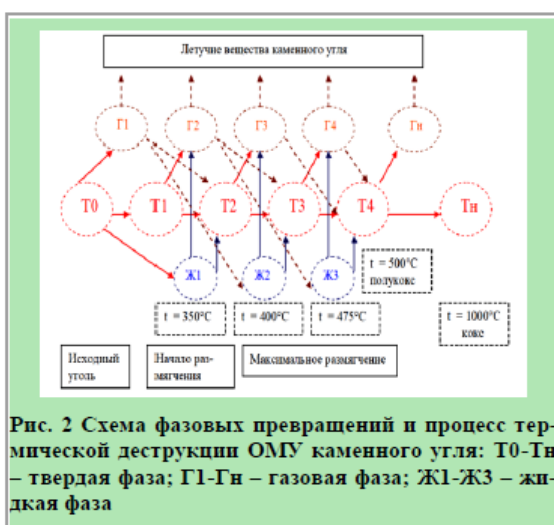 Летучие вещества каменного угля
Г1 Г2 Г3 Г4 Гн
Т0 Т1 Т2 Т3 Т4 Тн
Ж1 Ж2 Ж3
t = 500°C
полукокс
t = 350°C t = 400°C t = 475°C
t = 1000°C
кокс
Исходный
уголь
Начало раз-
мягчения
Максимальное размягчение
Рис. 2 Схема фазовых превращений и процесс тер-
мической деструкции ОМУ каменного угля: Т0-Тн
– твердая фаза; Г1-Гн – газовая фаза; Ж1-Ж3 – жи-
дкая фаза